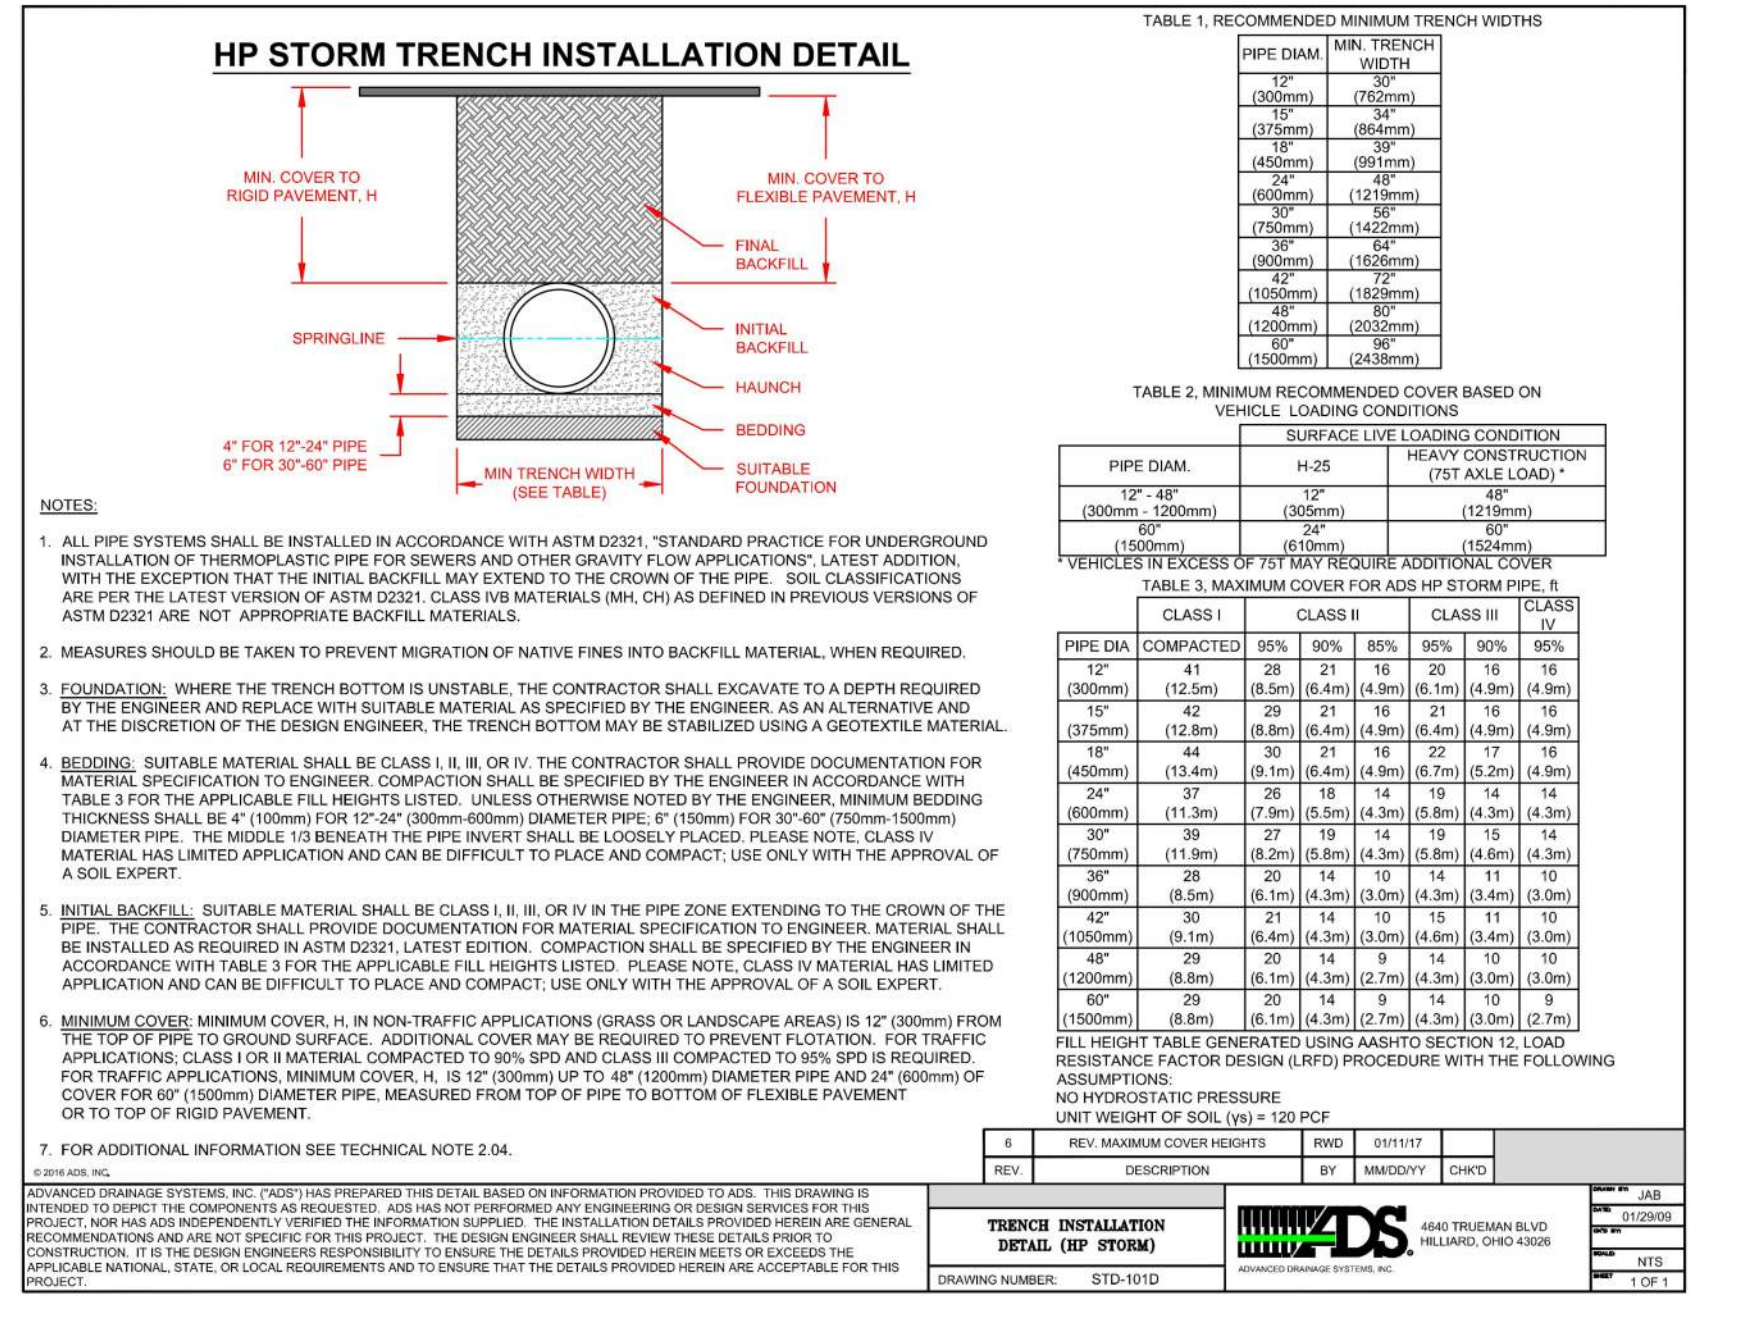 HP STORM TRENCH INSTALLATION DETAIL
MIN. COVER TO
RIGID PAVEMENT, H
MIN. COVER TO
FLEXIBLE PAVEMENT, H
FINAL
BACKFILL
SPRINGLINE
INITIAL
BACKFILL
HAUNCH
BEDDING
4" FOR 12"-24" PIPE
6" FOR 30"-60" PIPE
MIN TRENCH WIDTH
(SEE TABLE)
SUITABLE
FOUNDATION
NOTES:
1. ALL PIPE SYSTEMS SHALL BE INSTALLED IN ACCORDANCE WITH ASTM D2321, "STANDARD PRACTICE FOR UNDERGROUND
INSTALLATION OF THERMOPLASTIC PIPE FOR SEWERS AND OTHER GRAVITY FLOW APPLICATIONS", LATEST ADDITION,
WITH THE EXCEPTION THAT THE INITIAL BACKFILL MAY EXTEND TO THE CROWN OF THE PIPE. SOIL CLASSIFICATIONS
ARE PER THE LATEST VERSION OF ASTM D2321. CLASS IVB MATERIALS (MH, CH) AS DEFINED IN PREVIOUS VERSIONS OF
ASTM D2321 ARE NOT APPROPRIATE BACKFILL MATERIALS.
2. MEASURES SHOULD BE TAKEN TO PREVENT MIGRATION OF NATIVE FINES INTO BACKFILL MATERIAL, WHEN REQUIRED.
3. FOUNDATION: WHERE THE TRENCH BOTTOM IS UNSTABLE, THE CONTRACTOR SHALL EXCAVATE TO A DEPTH REQUIRED
BY THE ENGINEER AND REPLACE WITH SUITABLE MATERIAL AS SPECIFIED BY THE ENGINEER. AS AN ALTERNATIVE AND
AT THE DISCRETION OF THE DESIGN ENGINEER, THE TRENCH BOTTOM MAY BE STABILIZED USING A GEOTEXTILE MATERIAL.
4. BEDDING: SUITABLE MATERIAL SHALL BE CLASS I, II, III, OR IV. THE CONTRACTOR SHALL PROVIDE DOCUMENTATION FOR
MATERIAL SPECIFICATION TO ENGINEER. COMPACTION SHALL BE SPECIFIED BY THE ENGINEER IN ACCORDANCE WITH
TABLE 3 FOR THE APPLICABLE FILL HEIGHTS LISTED. UNLESS OTHERWISE NOTED BY THE ENGINEER, MINIMUM BEDDING
THICKNESS SHALL BE 4" (100mm) FOR 12"-24" (300mm-600mm) DIAMETER PIPE; 6" (150mm) FOR 30"-60" (750mm-1500mm)
DIAMETER PIPE. THE MIDDLE 1/3 BENEATH THE PIPE INVERT SHALL BE LOOSELY PLACED. PLEASE NOTE, CLASS IV
MATERIAL HAS LIMITED APPLICATION AND CAN BE DIFFICULT TO PLACE AND COMPACT; USE ONLY WITH THE APPROVAL OF
A SOIL EXPERT.
5. INITIAL BACKFILL: SUITABLE MATERIAL SHALL BE CLASS I, II, III, OR IV IN THE PIPE ZONE EXTENDING TO THE CROWN OF THE
PIPE. THE CONTRACTOR SHALL PROVIDE DOCUMENTATION FOR MATERIAL SPECIFICATION TO ENGINEER. MATERIAL SHALL
BE INSTALLED AS REQUIRED IN ASTM D2321, LATEST EDITION. COMPACTION SHALL BE SPECIFIED BY THE ENGINEER IN
ACCORDANCE WITH TABLE 3 FOR THE APPLICABLE FILL HEIGHTS LISTED. PLEASE NOTE, CLASS IV MATERIAL HAS LIMITED
APPLICATION AND CAN BE DIFFICULT TO PLACE AND COMPACT; USE ONLY WITH THE APPROVAL OF A SOIL EXPERT.
6. MINIMUM COVER: MINIMUM COVER, H, IN NON-TRAFFIC APPLICATIONS (GRASS OR LANDSCAPE AREAS) IS 12" (300mm) FROM
THE TOP OF PIPE TO GROUND SURFACE. ADDITIONAL COVER MAY BE REQUIRED TO PREVENT FLOTATION. FOR TRAFFIC
APPLICATIONS; CLASS I OR II MATERIAL COMPACTED TO 90% SPD AND CLASS III COMPACTED TO 95% SPD IS REQUIRED.
FOR TRAFFIC APPLICATIONS, MINIMUM COVER, H, IS 12" (300mm) UP TO 48" (1200mm) DIAMETER PIPE AND 24" (600mm) OF
COVER FOR 60" (1500mm) DIAMETER PIPE, MEASURED FROM TOP OF PIPE TO BOTTOM OF FLEXIBLE PAVEMENT
OR TO TOP OF RIGID PAVEMENT.
7. FOR ADDITIONAL INFORMATION SEE TECHNICAL NOTE 2.04.
© 2016 ADS, INC.
TABLE 1, RECOMMENDED MINIMUM TRENCH WIDTHS
PIPE DIAM. MIN. TRENCH
WIDTH
12" 30"
(300mm) (762mm)
15" 34"
(375mm) (864mm)
18" 39"
(450mm) (991mm)
24" 48"
(600mm) (1219mm)
30" 56"
(750mm) (1422mm)
36" 64"
(900mm) (1626mm)
42" 72"
(1050mm) (1829mm)
48" 80"
(1200mm) (2032mm)
60" 96"
(1500mm) (2438mm)
TABLE 2, MINIMUM RECOMMENDED COVER BASED ON
VEHICLE LOADING CONDITIONS
SURFACE LIVE LOADING CONDITION
PIPE DIAM. H-25 HEAVY CONSTRUCTION
(75T AXLE LOAD) *
12" - 48" 12" 48"
(300mm - 1200mm) (305mm) (1219mm)
60" 24" 60"
(1500mm) (610mm) (1524mm)
* VEHICLES IN EXCESS OF 75T MAY REQUIRE ADDITIONAL COVER
TABLE 3, MAXIMUM COVER FOR ADS HP STORM PIPE, ft
CLASS I CLASS II CLASS III CLASS
IV
PIPE DIA COMPACTED 95% 90% 85% 95% 90% 95%
12" 41 28 21 16 20 16 16
(300mm) (12.5m) (8.5m) (6.4m) (4.9m) (6.1m) (4.9m) (4.9m)
15" 42 29 21 16 21 16 16
(375mm) (12.8m) (8.8m) (6.4m) (4.9m) (6.4m) (4.9m) (4.9m)
18" 44 30 21 16 22 17 16
(450mm) (13.4m) (9.1m) (6.4m) (4.9m) (6.7m) (5.2m) (4.9m)
24" 37 26 18 14 19 14 14
(600mm) (11.3m) (7.9m) (5.5m) (4.3m) (5.8m) (4.3m) (4.3m)
30" 39 27 19 14 19 15 14
(750mm) (11.9m) (8.2m) (5.8m) (4.3m) (5.8m) (4.6m) (4.3m)
36" 28 20 14 10 14 11 10
(900mm) (8.5m) (6.1m) (4.3m) (3.0m) (4.3m) (3.4m) (3.0m)
42" 30 21 14 10 15 11 10
(1050mm) (9.1m) (6.4m) (4.3m) (3.0m) (4.6m) (3.4m) (3.0m)
48" 29 20 14 9 14 10 10
(1200mm) (8.8m) (6.1m) (4.3m) (2.7m) (4.3m) (3.0m) (3.0m)
60" 29 20 14 9 14 10 9
(1500mm) (8.8m) (6.1m) (4.3m) (2.7m) (4.3m) (3.0m) (2.7m)
FILL HEIGHT TABLE GENERATED USING AASHTO SECTION 12, LOAD
RESISTANCE FACTOR DESIGN (LRFD) PROCEDURE WITH THE FOLLOWING
ASSUMPTIONS:
NO HYDROSTATIC PRESSURE
UNIT WEIGHT OF SOIL (γs) = 120 PCF
6 REV. MAXIMUM COVER HEIGHTS RWD 01/11/17
REV. DESCRIPTION BY MM/DD/YY CHK'D
ADVANCED DRAINAGE SYSTEMS, INC. ("ADS") HAS PREPARED THIS DETAIL BASED ON INFORMATION PROVIDED TO ADS. THIS DRAWING IS
INTENDED TO DEPICT THE COMPONENTS AS REQUESTED. ADS HAS NOT PERFORMED ANY ENGINEERING OR DESIGN SERVICES FOR THIS
PROJECT, NOR HAS ADS INDEPENDENTLY VERIFIED THE INFORMATION SUPPLIED. THE INSTALLATION DETAILS PROVIDED HEREIN ARE GENERAL
RECOMMENDATIONS AND ARE NOT SPECIFIC FOR THIS PROJECT. THE DESIGN ENGINEER SHALL REVIEW THESE DETAILS PRIOR TO
CONSTRUCTION. IT IS THE DESIGN ENGINEERS RESPONSIBILITY TO ENSURE THE DETAILS PROVIDED HEREIN MEETS OR EXCEEDS THE
APPLICABLE NATIONAL, STATE, OR LOCAL REQUIREMENTS AND TO ENSURE THAT THE DETAILS PROVIDED HEREIN ARE ACCEPTABLE FOR THIS
PROJECT.
TRENCH INSTALLATION
DETAIL (HP STORM)
DRAWING NUMBER: STD-101D
ADS
ADVANCED DRAINAGE SYSTEMS, INC.
4640 TRUEMAN BLVD
HILLIARD, OHIO 43026
DRAWN BY: JAB
DATE: 01/29/09
CHK'D BY:
SCALE: NTS
SHEET 1 OF 1